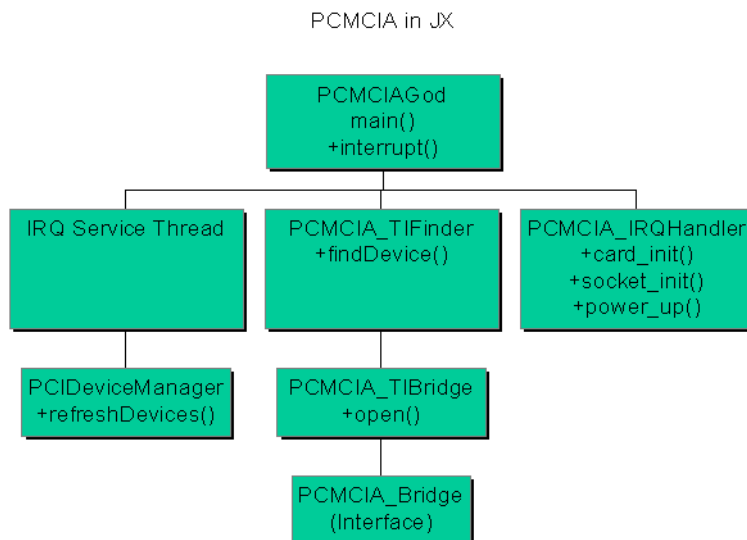 PCMCIA in JX
PCMCIAGod
main()
+interrupt()
IRQ Service Thread
PCMCIA_TIFinder
+findDevice()
PCMCIA_IRQHandler
+card_init()
+socket_init()
+power_up()
PCIDeviceManager
+refreshDevices()
PCMCIA_TIBridge
+open()
PCMCIA_Bridge
(Interface)